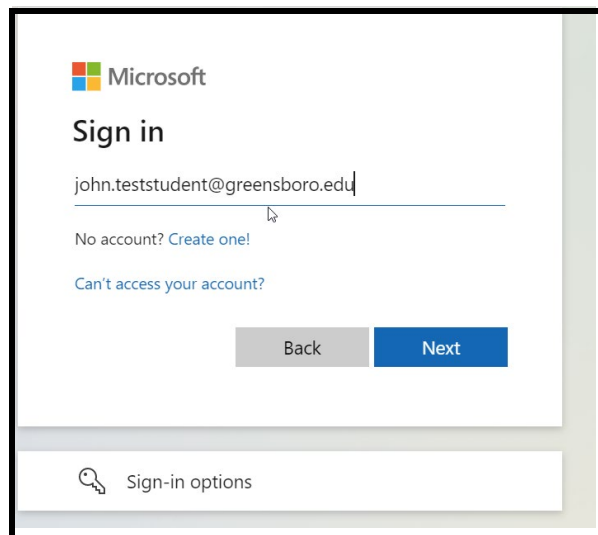 Microsoft
Sign in
john.teststudent@greensboro.edu
No account? Create one!
Can't access your account?
Back Next
Sign-in options